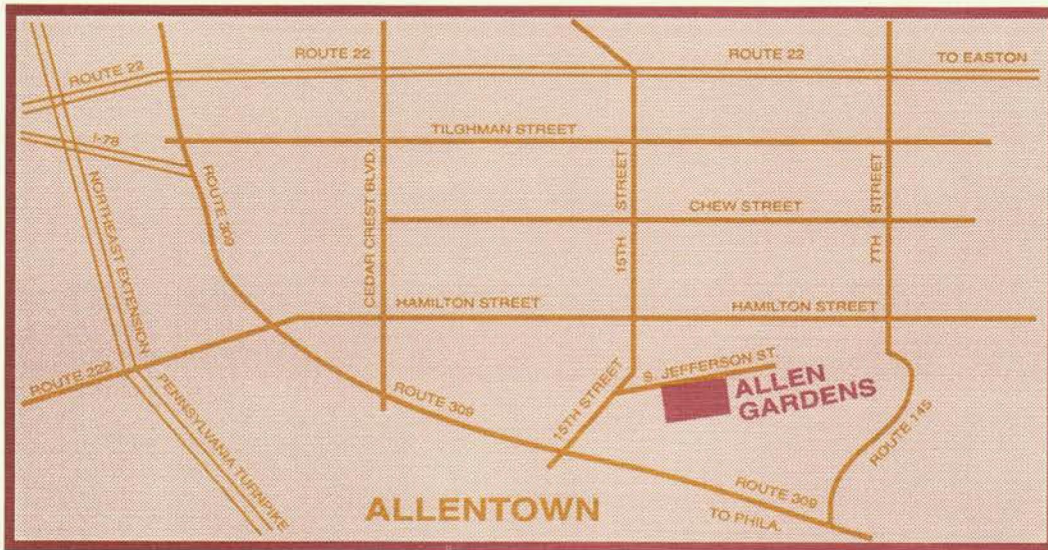 ROUTE 22
ROUTE 22
ROUTE 22
TO EASTON
I-78
TILGHMAN STREET
ROUTE 309
NORTHEAST EXTENSION
CEDAR CREST BLVD.
15TH STREET
CHEW STREET
7TH STREET
HAMILTON STREET
HAMILTON STREET
ROUTE 222
PENNSYLVANIA TURNPIKE
ROUTE 309
15TH STREET
S. JEFFERSON ST.
ALLEN
GARDENS
ROUTE 145
ROUTE 309
TO PHILA.
ALLENTOWN